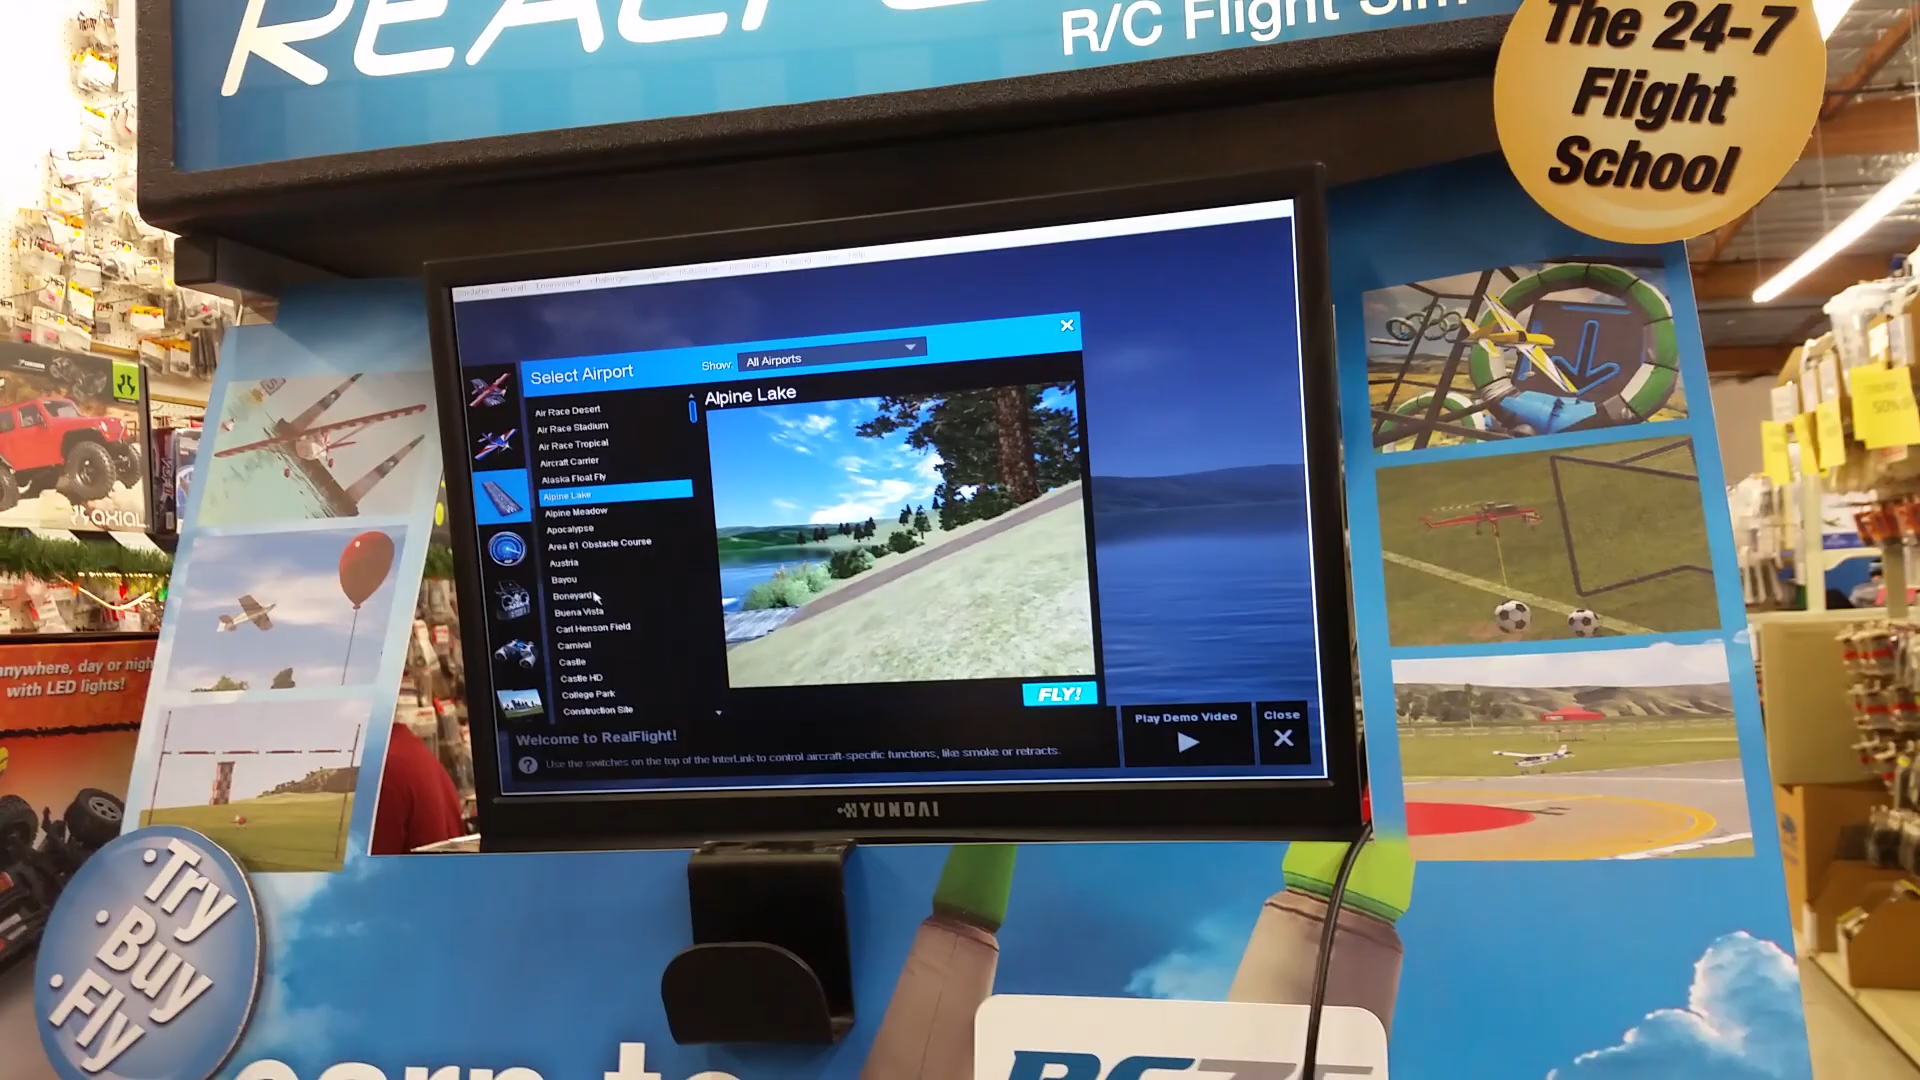 R/C Flight Sim
The 24-7
Flight
School
Select Airport
Show:
All Airports
Alpine Lake
Air Race Desert
Air Race Stadium
Air Race Tropical
Aircraft Carrier
Alaska Float Fly
Alpine Lake
Alpine Meadow
Apocalypse
Area 81 Obstacle Course
Austria
Bayou
Boneyard
Buena Vista
Carl Henson Field
Carnival
Castle
Castle HD
College Park
Construction Site
FLY!
Welcome to RealFlight!
Use the switches on the top of the InterLink to control aircraft-specific functions, like smoke or retracts.
Play Demo Video
Close
HYUNDAI
AXIAL
anywhere, day or nigh
with LED lights!
• Try
• Buy
• Fly
earn to